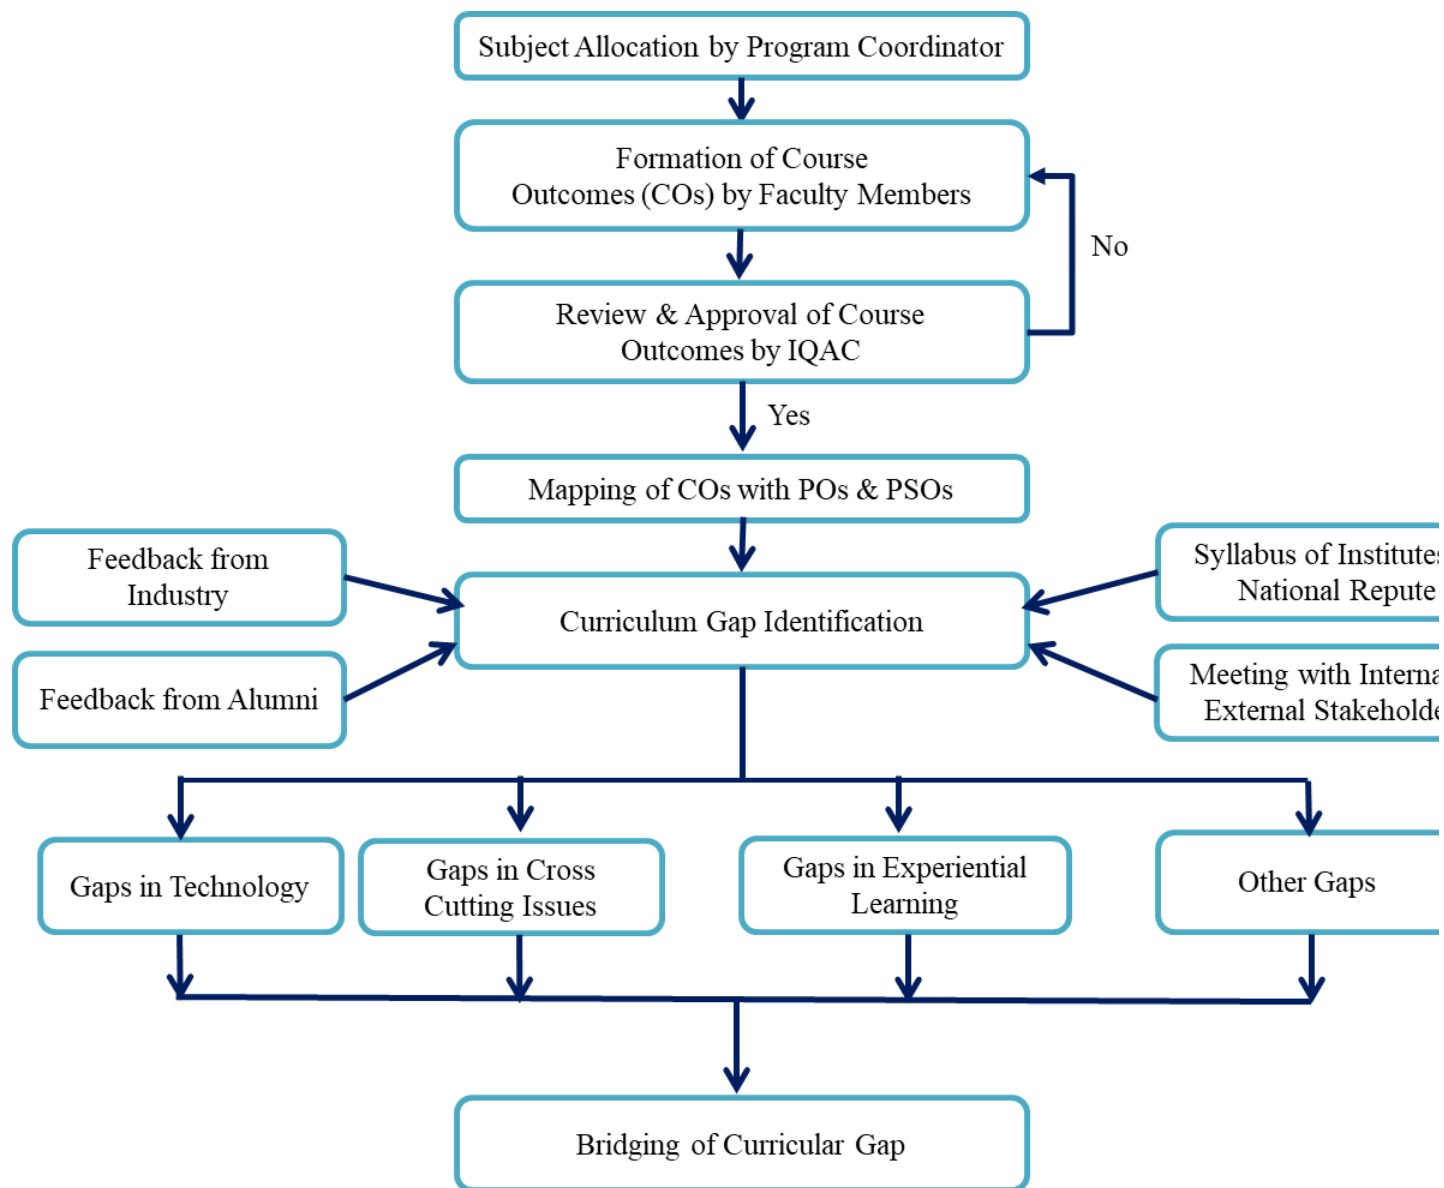 Subject Allocation by Program Coordinator
Formation of Course
Outcomes (COs) by Faculty Members
No
Review & Approval of Course
Outcomes by IQAC
Yes
Mapping of COs with POs & PSOs
Feedback from
Industry
Syllabus of Institutes
National Repute
Curriculum Gap Identification
Feedback from Alumni
Meeting with
External
Gaps in Technology
Gaps in Cross
Cutting Issues
Gaps in Experiential
Learning
Other Gaps
Bridging of Curricular Gap